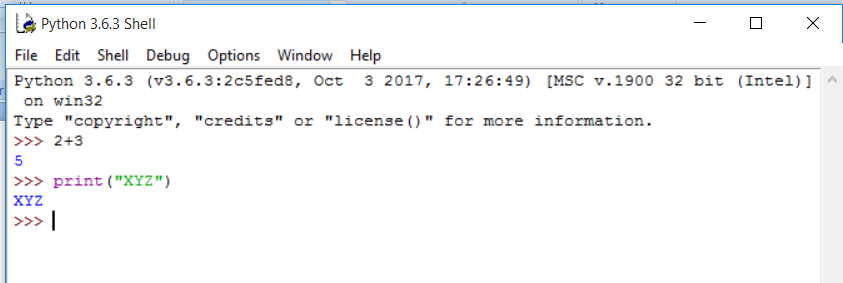 Python 3.6.3 Shell
File Edit Shell Debug Options Window Help
Python 3.6.3 (v3.6.3:2c5fed8, Oct  3 2017, 17:26:49) [MSC v.1900 32 bit (Intel)]
 on win32
Type "copyright", "credits" or "license()" for more information.
>>> 2+3
5
>>> print("XYZ")
XYZ
>>>